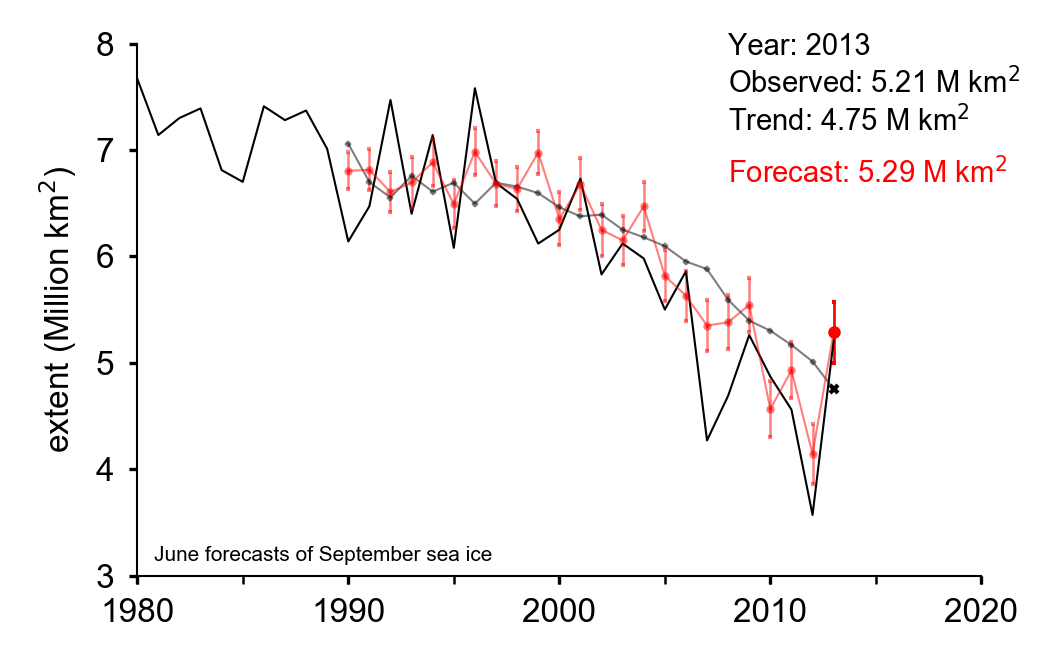 Year: 2013
Observed: 5.21 M km²
Trend: 4.75 M km²
Forecast: 5.29 M km²
8
7
6
5
4
3
extent (Million km²)
June forecasts of September sea ice
1980 1990 2000 2010 2020